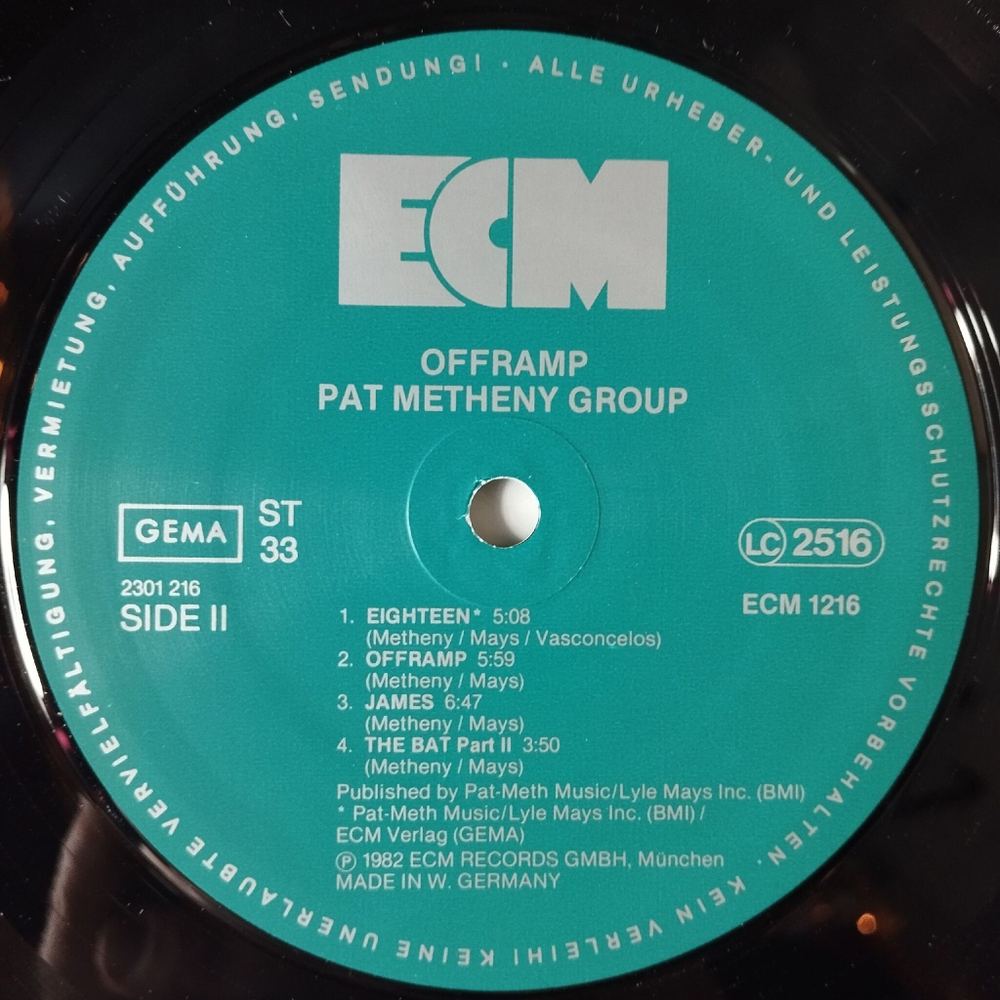 ALLE URHEBER- UND LEISTUNGSSCHUTZRECHTE VORBEHALTEN · KEIN VERLEIH! KEINE UNERLAUBTE VERVIELFÄLTIGUNG, VERMIETUNG, AUFFÜHRUNG, SENDUNG! ·
ECM
OFFRAMP
PAT METHENY GROUP
GEMA
ST
33
LC 2516
2301 216
SIDE II
ECM 1216
1. EIGHTEEN* 5:08
(Metheny / Mays / Vasconcelos)
2. OFFRAMP 5:59
(Metheny / Mays)
3. JAMES 6:47
(Metheny / Mays)
4. THE BAT Part II 3:50
(Metheny / Mays)
Published by Pat-Meth Music/Lyle Mays Inc. (BMI)
* Pat-Meth Music/Lyle Mays Inc. (BMI) /
ECM Verlag (GEMA)
℗ 1982 ECM RECORDS GMBH, München
MADE IN W. GERMANY